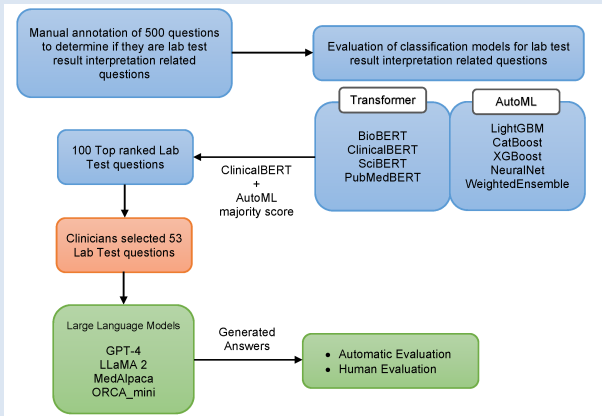 Manual annotation of 500 questions
to determine if they are lab test
result interpretation related
questions
Evaluation of classification models for lab test
result interpretation related questions
Transformer
BioBERT
ClinicalBERT
SciBERT
PubMedBERT
AutoML
LightGBM
CatBoost
XGBoost
NeuralNet
WeightedEnsemble
ClinicalBERT
+
AutoML
majority score
100 Top ranked Lab
Test questions
Clinicians selected 53
Lab Test questions
Large Language Models
GPT-4
LLaMA 2
MedAlpaca
ORCA_mini
Generated
Answers
• Automatic Evaluation
• Human Evaluation